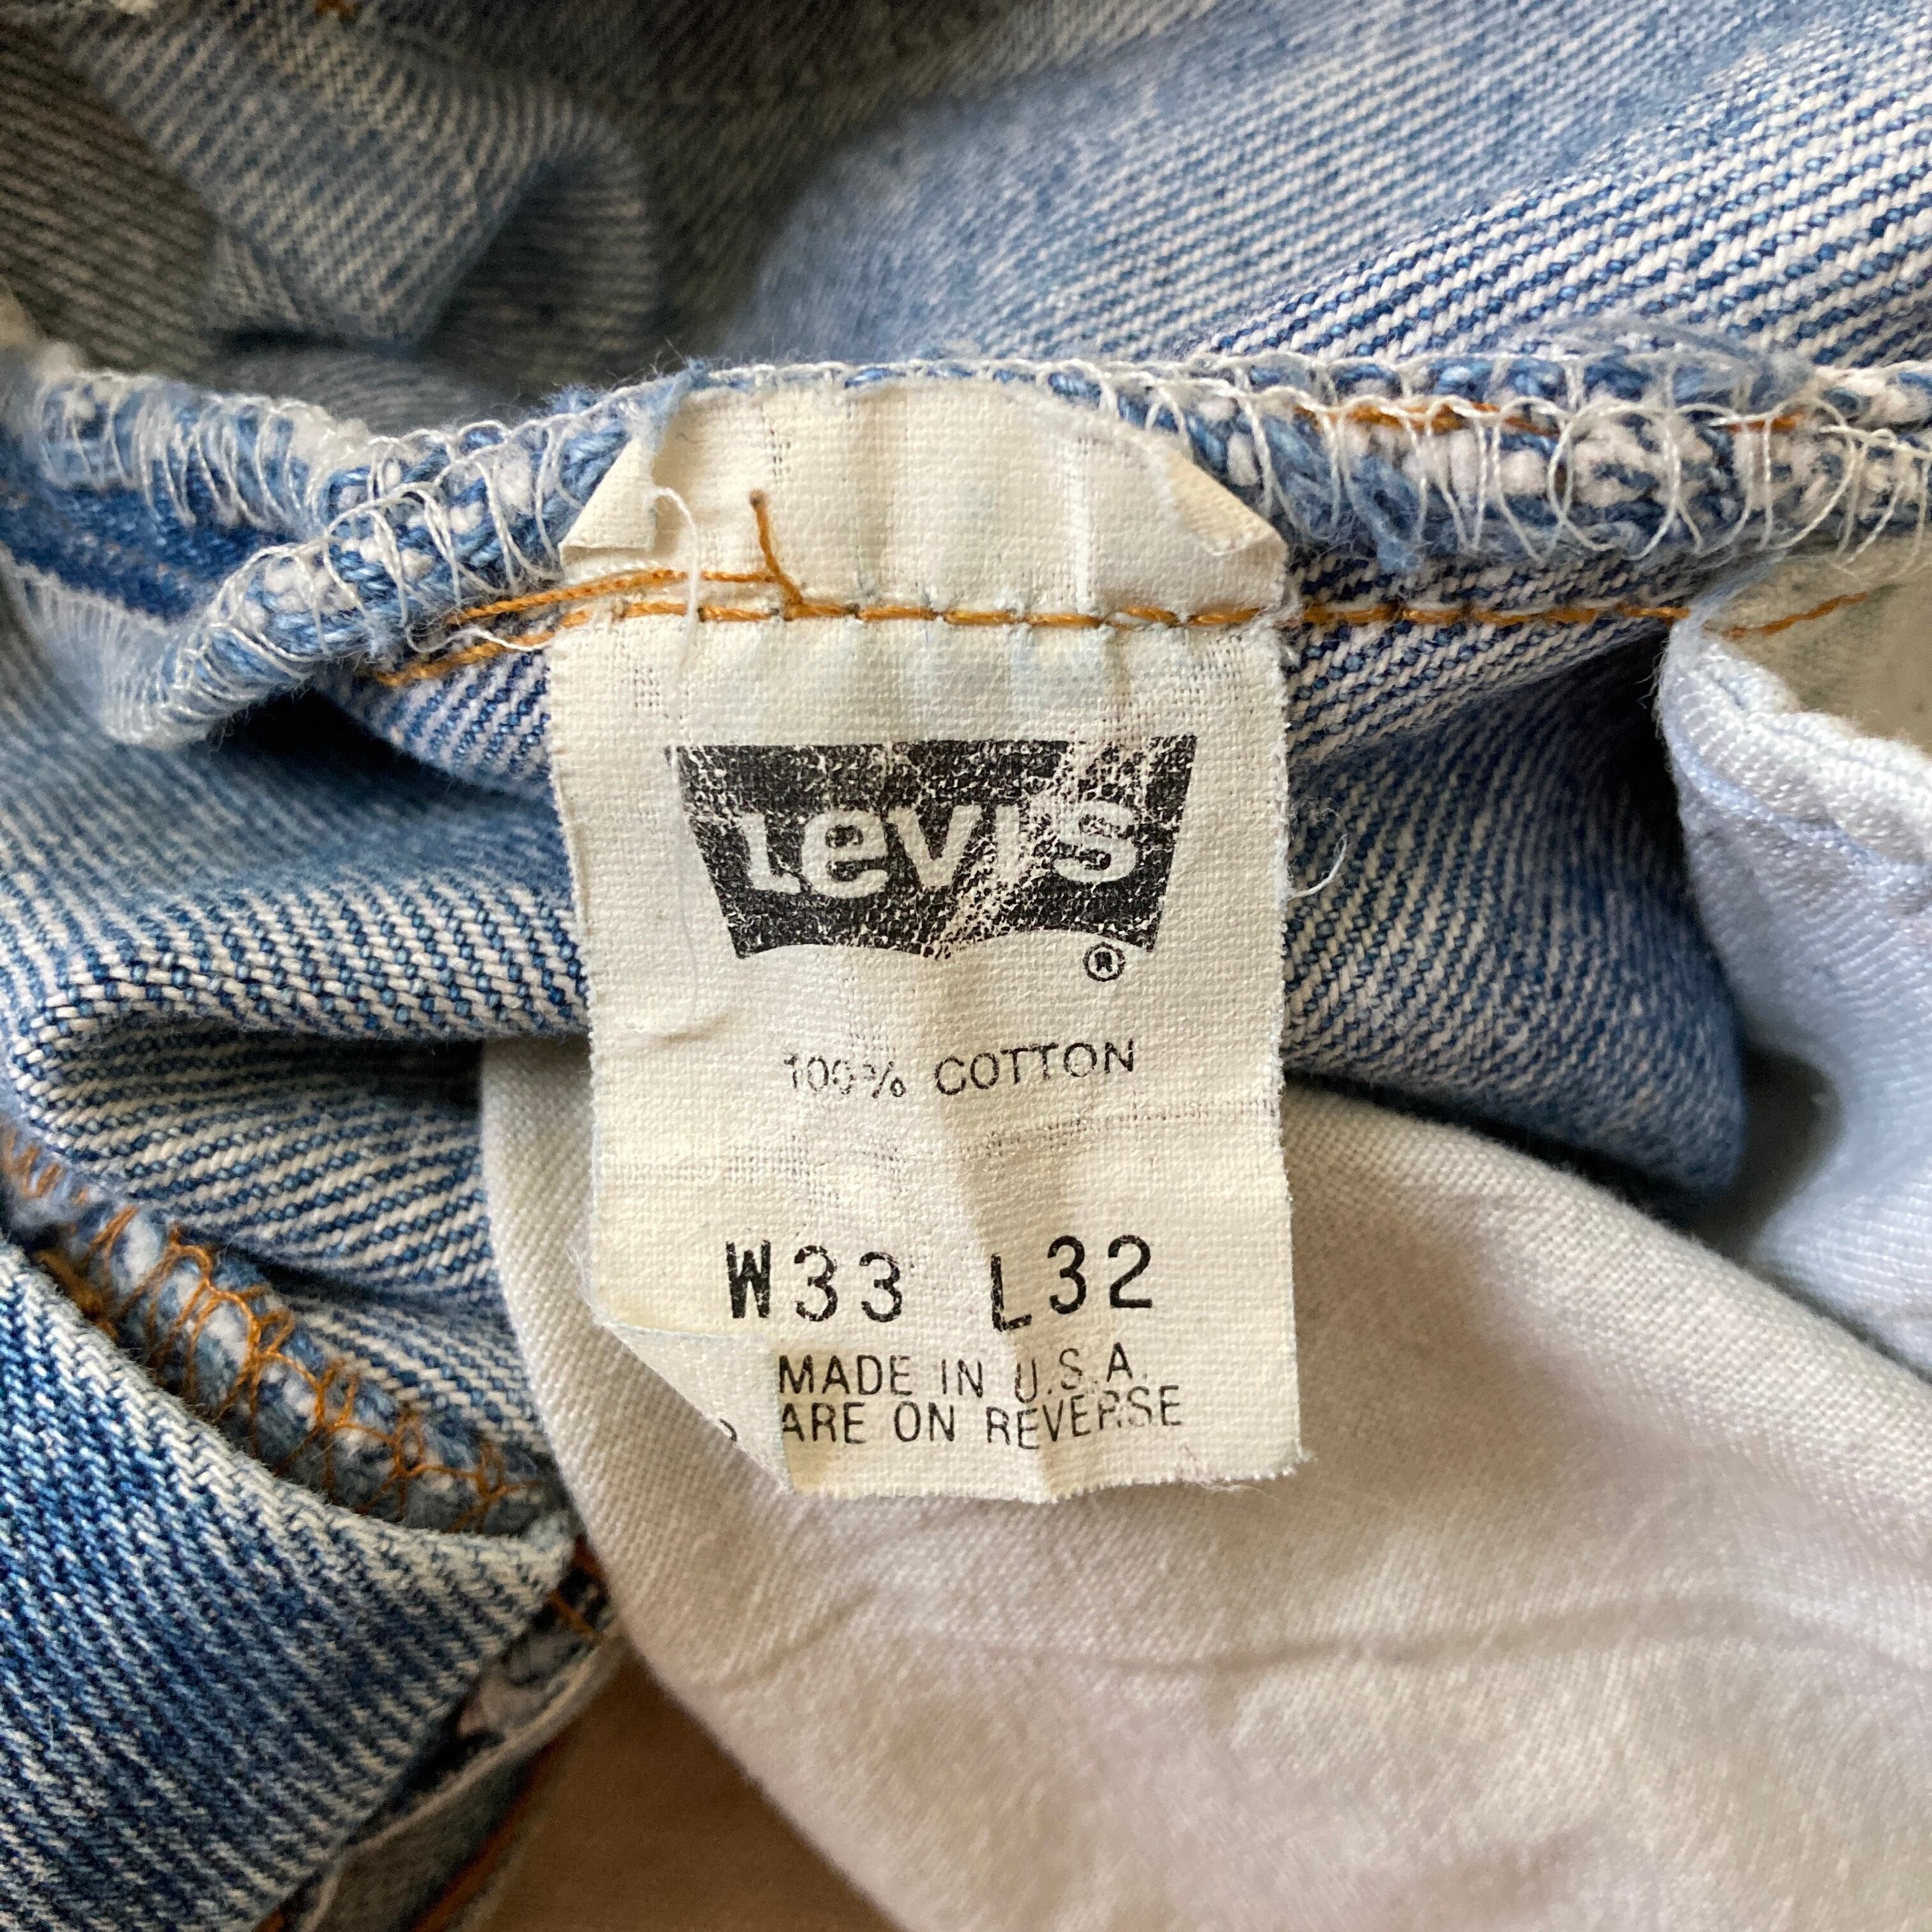 Levi's
®
100% COTTON
W33 L32
MADE IN U.S.A.
ARE ON REVERSE